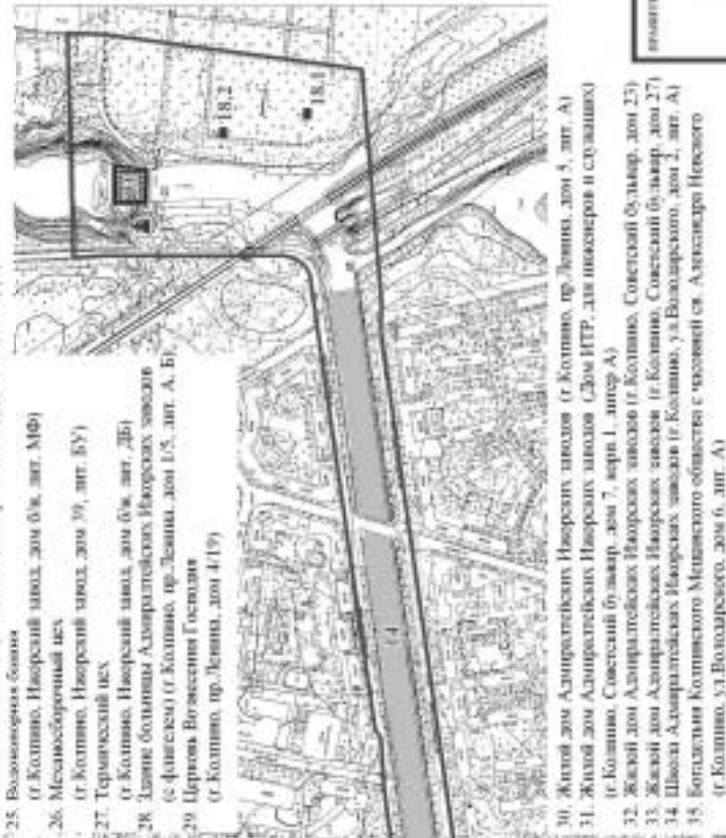 25. Водонапорная башня
(г. Колпино, Ижорский завод, дом б/н, лит. МФ)
26. Механосборочный цех
(г. Колпино, Ижорский завод, дом 39, лит. БУ)
27. Термический цех
(г. Колпино, Ижорский завод, дом б/н, лит. ДБ)
28. Здание больницы Адмиралтейских Ижорских заводов
(с флигелем) (г. Колпино, пр.Ленина, дом 1/5, лит. А, Б)
29. Церковь Вознесения Господня
(г. Колпино, пр.Ленина, дом 4/19)
18.2
18.1
14
30. Жилой дом Адмиралтейских Ижорских заводов (г. Колпино, пр.Ленина, дом 5, лит. А)
31. Жилой дом Адмиралтейских Ижорских заводов (Дом ИТР, для инженеров и служащих)
(г. Колпино, Советский бульвар, дом 7, корп.1, литер А)
32. Жилой дом Адмиралтейских Ижорских заводов (г. Колпино, Советский бульвар, дом 23)
33. Жилой дом Адмиралтейских Ижорских заводов (г. Колпино, Советский бульвар, дом 27)
34. Школа Адмиралтейских Ижорских заводов (г. Колпино, ул.Володарского, дом 2, лит. А)
35. Богадельня Колпинского Мещанского общества с часовней св. Александра Невского
(г. Колпино, ул.Володарского, дом 6, лит. А)